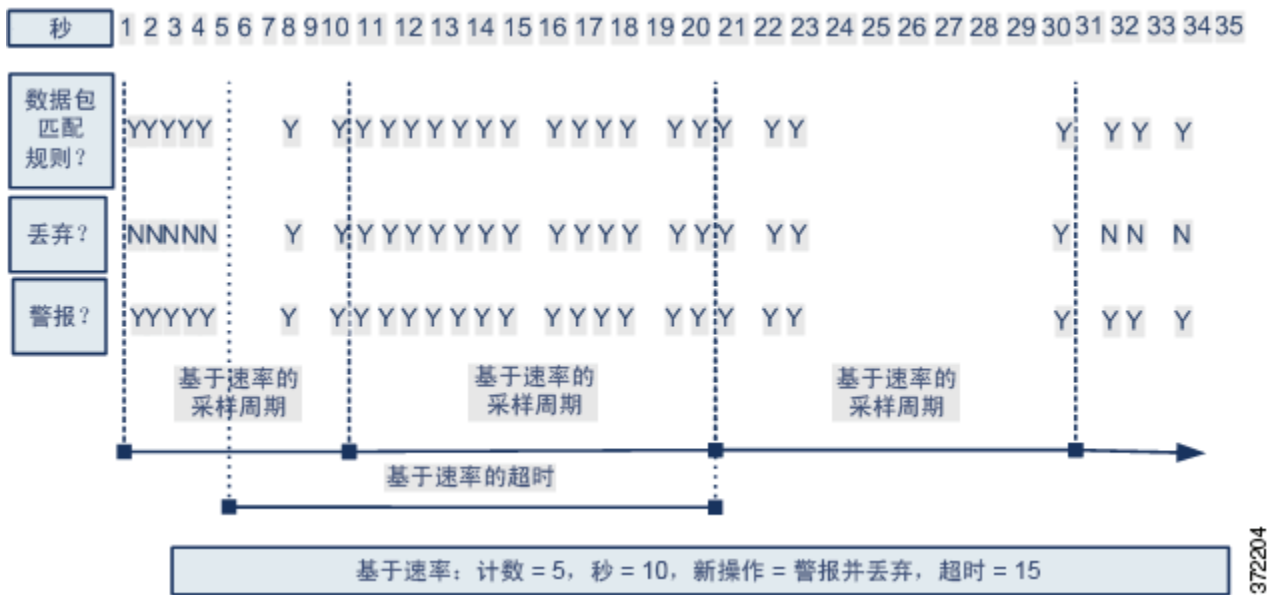 秒 1 2 3 4 5 6 7 8 9 10 11 12 13 14 15 16 17 18 19 20 21 22 23 24 25 26 27 28 29 30 31 32 33 34 35
数据包
匹配
规则?
YYYYY Y Y Y Y Y Y Y Y Y Y Y Y Y Y Y Y Y Y Y Y Y Y Y
丢弃? NNNNN Y Y Y Y Y Y Y Y Y Y Y Y Y Y Y Y Y Y Y Y N N N
警报? YYYYY Y Y Y Y Y Y Y Y Y Y Y Y Y Y Y Y Y Y Y Y Y Y Y
基于速率的
采样周期
基于速率的
采样周期
基于速率的
采样周期
基于速率的超时
基于速率:计数 = 5,秒 = 10,新操作 = 警报并丢弃,超时 = 15
372204